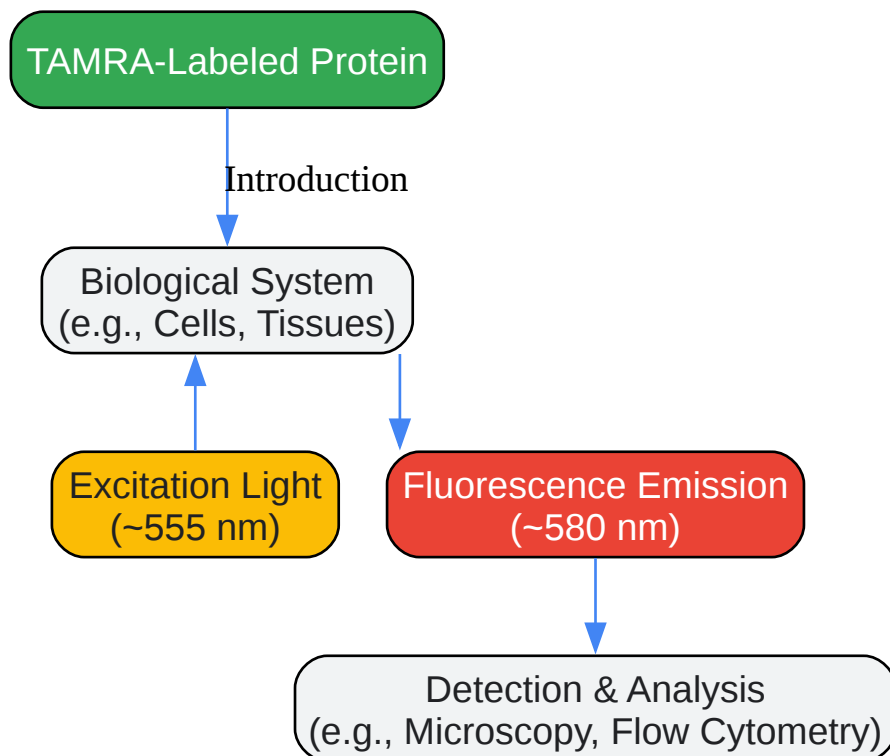 TAMRA-Labeled Protein
Introduction
Biological System
(e.g., Cells, Tissues)
Excitation Light
(~555 nm)
Fluorescence Emission
(~580 nm)
Detection & Analysis
(e.g., Microscopy, Flow Cytometry)